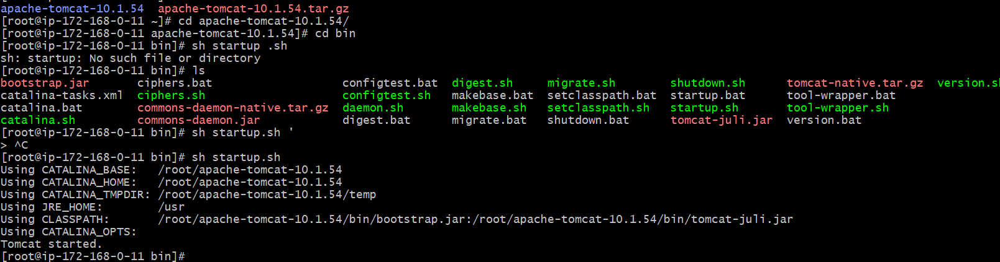 apache-tomcat-10.1.54  apache-tomcat-10.1.54.tar.gz
[root@ip-172-168-0-11 ~]# cd apache-tomcat-10.1.54/
[root@ip-172-168-0-11 apache-tomcat-10.1.54]# cd bin
[root@ip-172-168-0-11 bin]# sh startup .sh
sh: startup: No such file or directory
[root@ip-172-168-0-11 bin]# ls
bootstrap.jar       ciphers.bat                   configtest.bat  digest.sh     migrate.sh       shutdown.sh      tomcat-native.tar.gz  version.sh
catalina-tasks.xml  ciphers.sh                    configtest.sh   makebase.bat  setclasspath.bat  startup.bat      tool-wrapper.bat
catalina.bat        commons-daemon-native.tar.gz  daemon.sh       makebase.sh   setclasspath.sh   startup.sh       tool-wrapper.sh
catalina.sh         commons-daemon.jar            digest.bat      migrate.bat   shutdown.bat      tomcat-juli.jar  version.bat
[root@ip-172-168-0-11 bin]# sh startup.sh '
> ^C
[root@ip-172-168-0-11 bin]# sh startup.sh
Using CATALINA_BASE:   /root/apache-tomcat-10.1.54
Using CATALINA_HOME:   /root/apache-tomcat-10.1.54
Using CATALINA_TMPDIR: /root/apache-tomcat-10.1.54/temp
Using JRE_HOME:        /usr
Using CLASSPATH:       /root/apache-tomcat-10.1.54/bin/bootstrap.jar:/root/apache-tomcat-10.1.54/bin/tomcat-juli.jar
Using CATALINA_OPTS:
Tomcat started.
[root@ip-172-168-0-11 bin]#